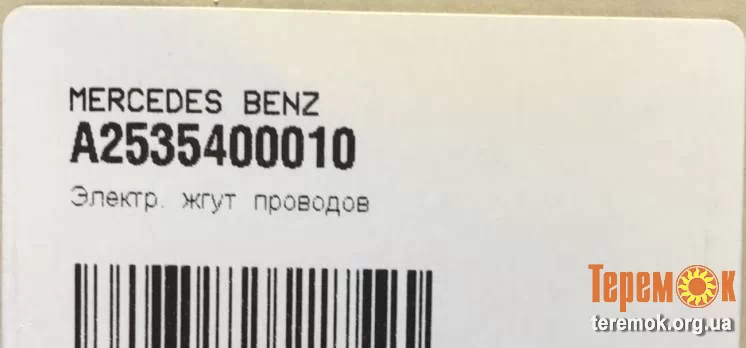 MERCEDES BENZ
A2535400010
Электр. жгут проводов
Теремок
teremok.org.ua